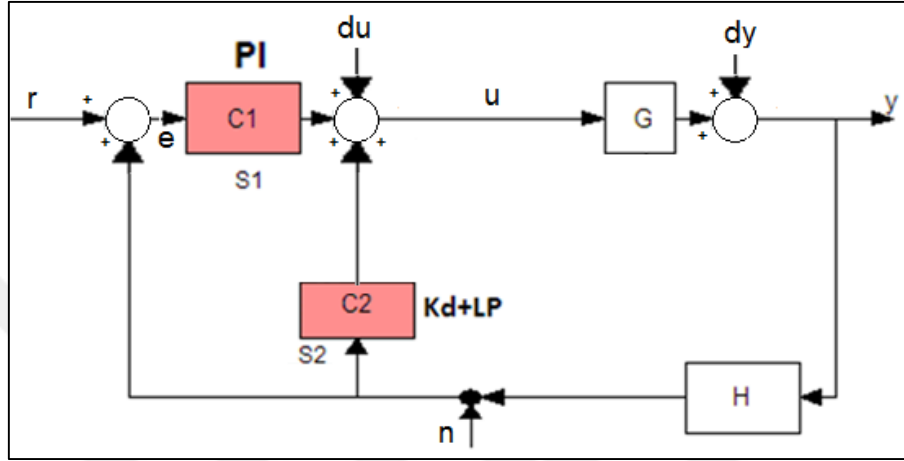 PI
du
dy
r
+
+
e
C1
S1
+
+
+
u
G
+
+
y
C2
Kd+LP
S2
n
H